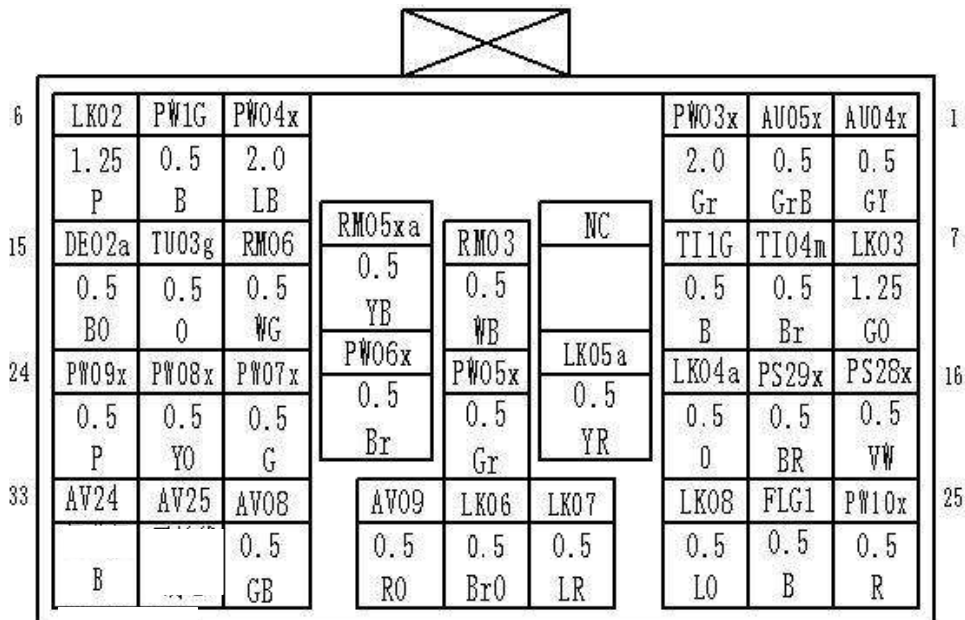 6 LK02 PW1G PW04x PW03x AU05x AU04x 1
1.25 0.5 2.0 2.0 0.5 0.5
P B LB Gr GrB GY
RM05xa NC
15 DE02a TU03g RM06 RM03 TI1G TI04m LK03 7
0.5
0.5 0.5 0.5 0.5 0.5 0.5 1.25
YB
BO O WG WB B Br GO
PW06x LK05a
24 PW09x PW08x PW07x PW05x LK04a PS29x PS28x 16
0.5 0.5
0.5 0.5 0.5 0.5 0.5 0.5 0.5
Br YR
P YO G Gr O BR VW
33 AV24 AV25 AV08 AV09 LK06 LK07 LK08 FLG1 PW10x 25
0.5 0.5 0.5 0.5 0.5 0.5 0.5
B GB RO BrO LR LO B R